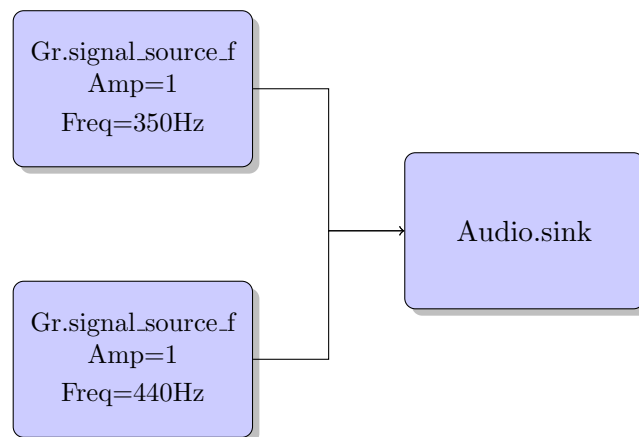 Gr.signal_source_f
Amp=1
Freq=350Hz
Audio.sink
Gr.signal_source_f
Amp=1
Freq=440Hz